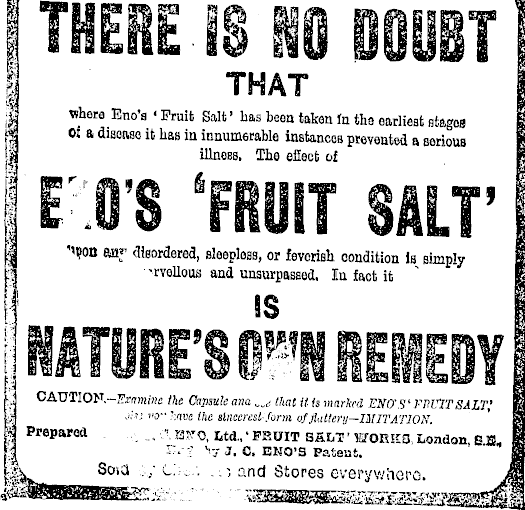 THERE IS NO DOUBT
THAT
where Eno's 'Fruit Salt' has been taken in the earliest stages
of a disease it has in innumerable instances prevented a serious
illness. The effect of
ENO'S 'FRUIT SALT'
upon any disordered, sleepless, or feverish condition is simply
and unsurpassed. In fact it
IS
NATURE'S OWN REMEDY
CAUTION.—Examine the Capsule and that it is marked ENO'S 'FRUIT SALT,'
you have the sincerest form of flattery—IMITATION.
Prepared ENO, Ltd., 'FRUIT SALT' WORKS, London, S.E.,
by J. C. ENO'S Patent.
Sold by and Stores everywhere.